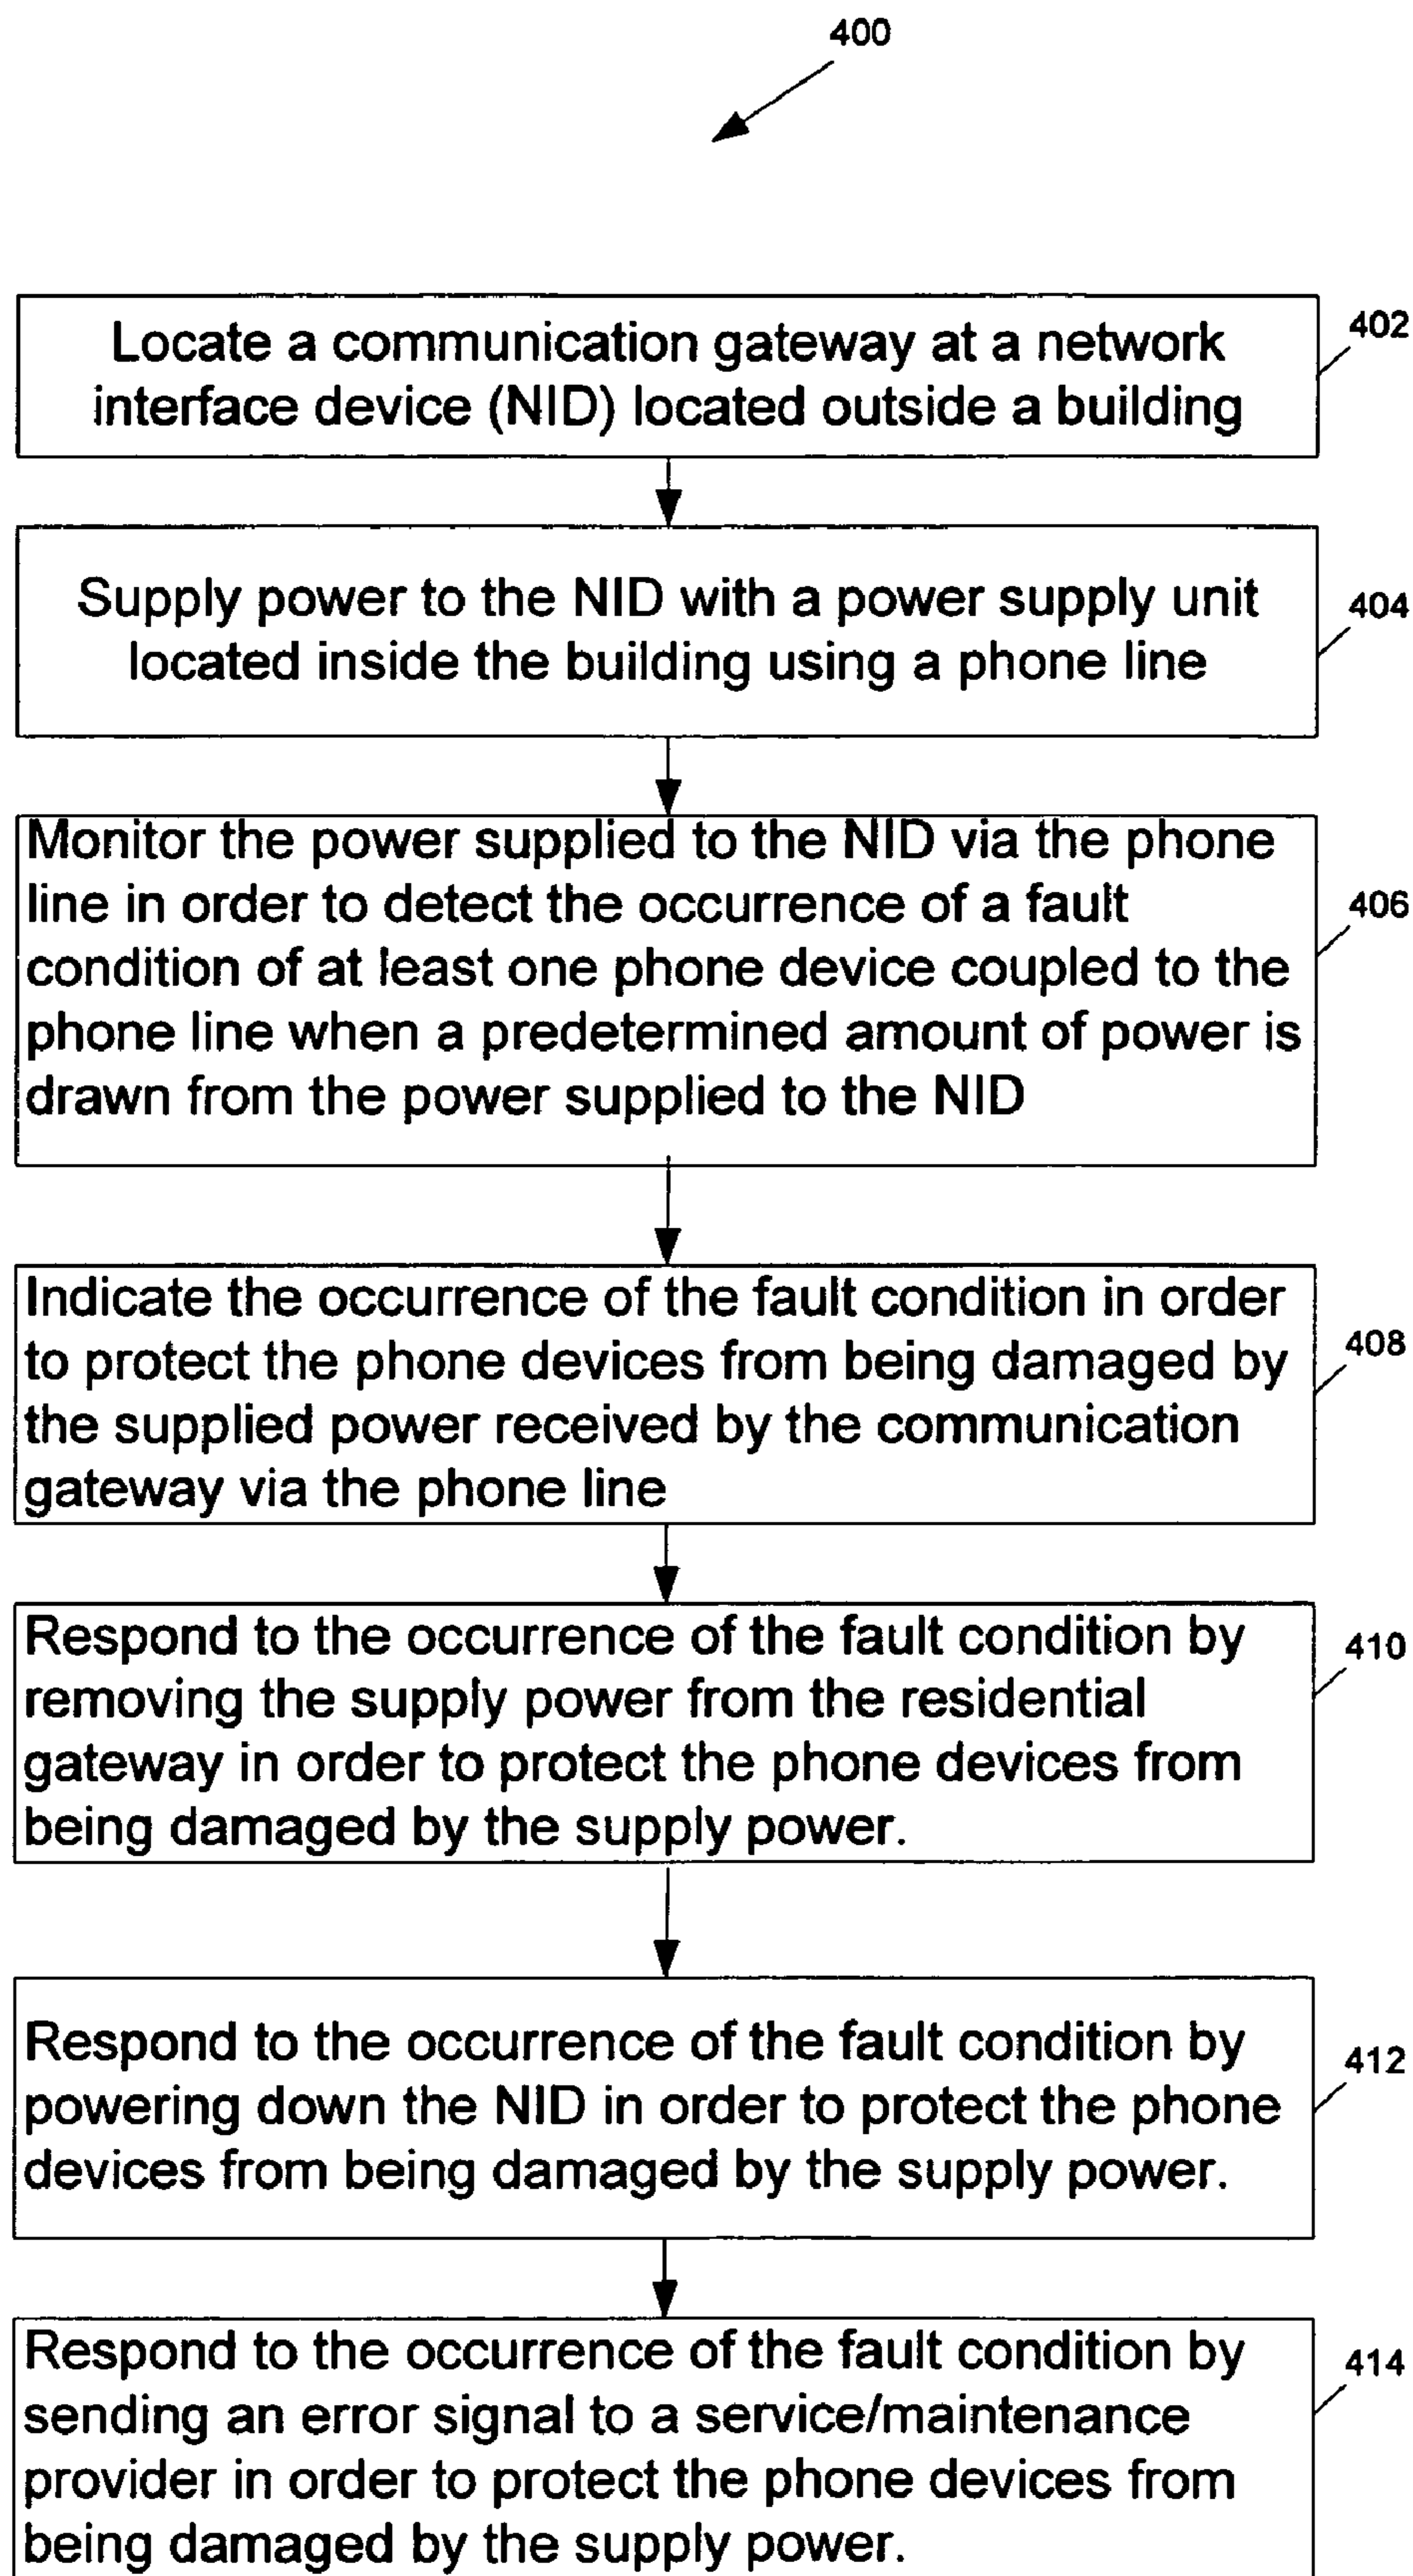 400
Locate a communication gateway at a network
interface device (NID) located outside a building
402
Supply power to the NID with a power supply unit
located inside the building using a phone line
404
Monitor the power supplied to the NID via the phone
line in order to detect the occurrence of a fault
condition of at least one phone device coupled to the
phone line when a predetermined amount of power is
drawn from the power supplied to the NID
406
Indicate the occurrence of the fault condition in order
to protect the phone devices from being damaged by
the supplied power received by the communication
gateway via the phone line
408
Respond to the occurrence of the fault condition by
removing the supply power from the residential
gateway in order to protect the phone devices from
being damaged by the supply power.
410
Respond to the occurrence of the fault condition by
powering down the NID in order to protect the phone
devices from being damaged by the supply power.
412
Respond to the occurrence of the fault condition by
sending an error signal to a service/maintenance
provider in order to protect the phone devices from
being damaged by the supply power.
414